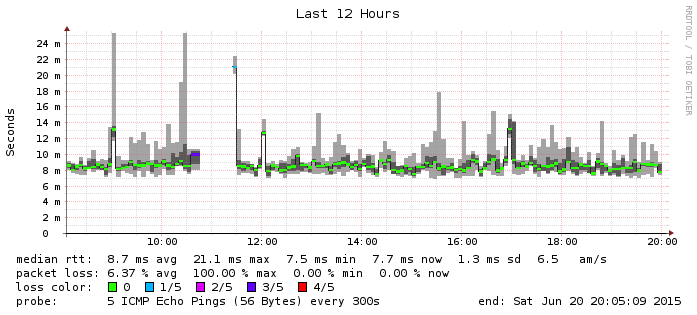 Last 12 Hours
RRDTOOL / TOBI OETIKER
Seconds
24 m
22 m
20 m
18 m
16 m
14 m
12 m
10 m
8 m
6 m
4 m
2 m
0
10:00 12:00 14:00 16:00 18:00 20:00
median rtt: 8.7 ms avg 21.1 ms max 7.5 ms min 7.7 ms now 1.3 ms sd 6.5 am/s
packet loss: 6.37 % avg 100.00 % max 0.00 % min 0.00 % now
loss color: 0 1/5 2/5 3/5 4/5
probe: 5 ICMP Echo Pings (56 Bytes) every 300s end: Sat Jun 20 20:05:09 2015